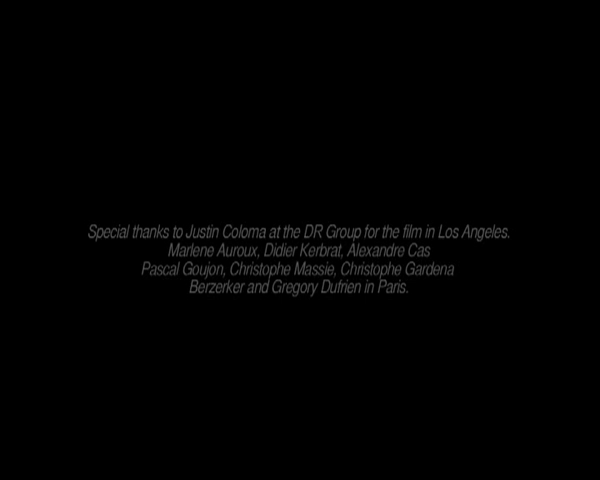 Special thanks to Justin Coloma at the DR Group for the film in Los Angeles.
Marlene Auroux, Didier Kerbrat, Alexandre Cas
Pascal Goujon, Christophe Massie, Christophe Gardena
Berzerker and Gregory Dufrien in Paris.